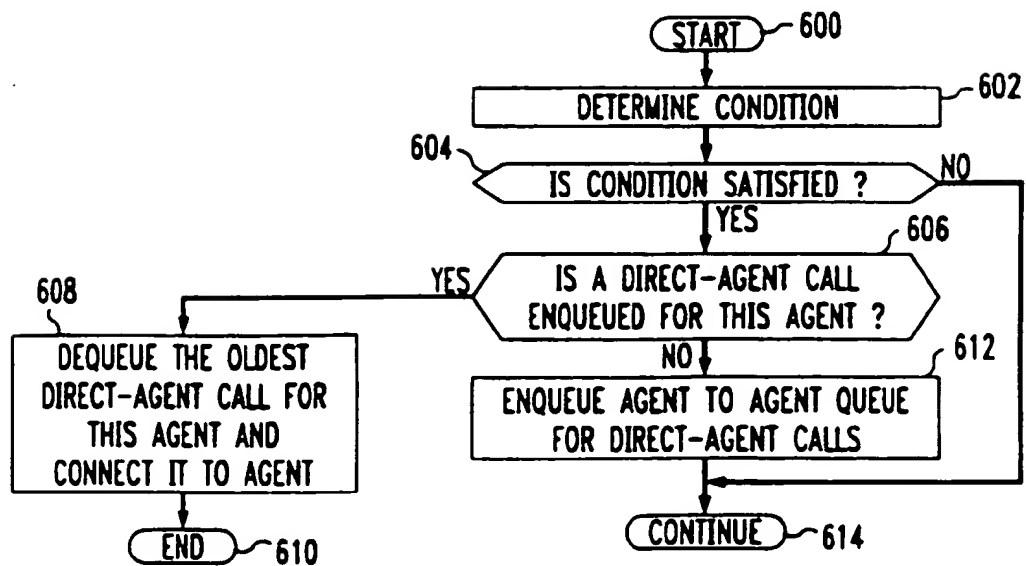 START
600
DETERMINE CONDITION
602
604
IS CONDITION SATISFIED ?
NO
YES
606
IS A DIRECT-AGENT CALL
ENQUEUED FOR THIS AGENT ?
YES
NO
608
DEQUEUE THE OLDEST
DIRECT-AGENT CALL FOR
THIS AGENT AND
CONNECT IT TO AGENT
612
ENQUEUE AGENT TO AGENT QUEUE
FOR DIRECT-AGENT CALLS
END
610
CONTINUE
614